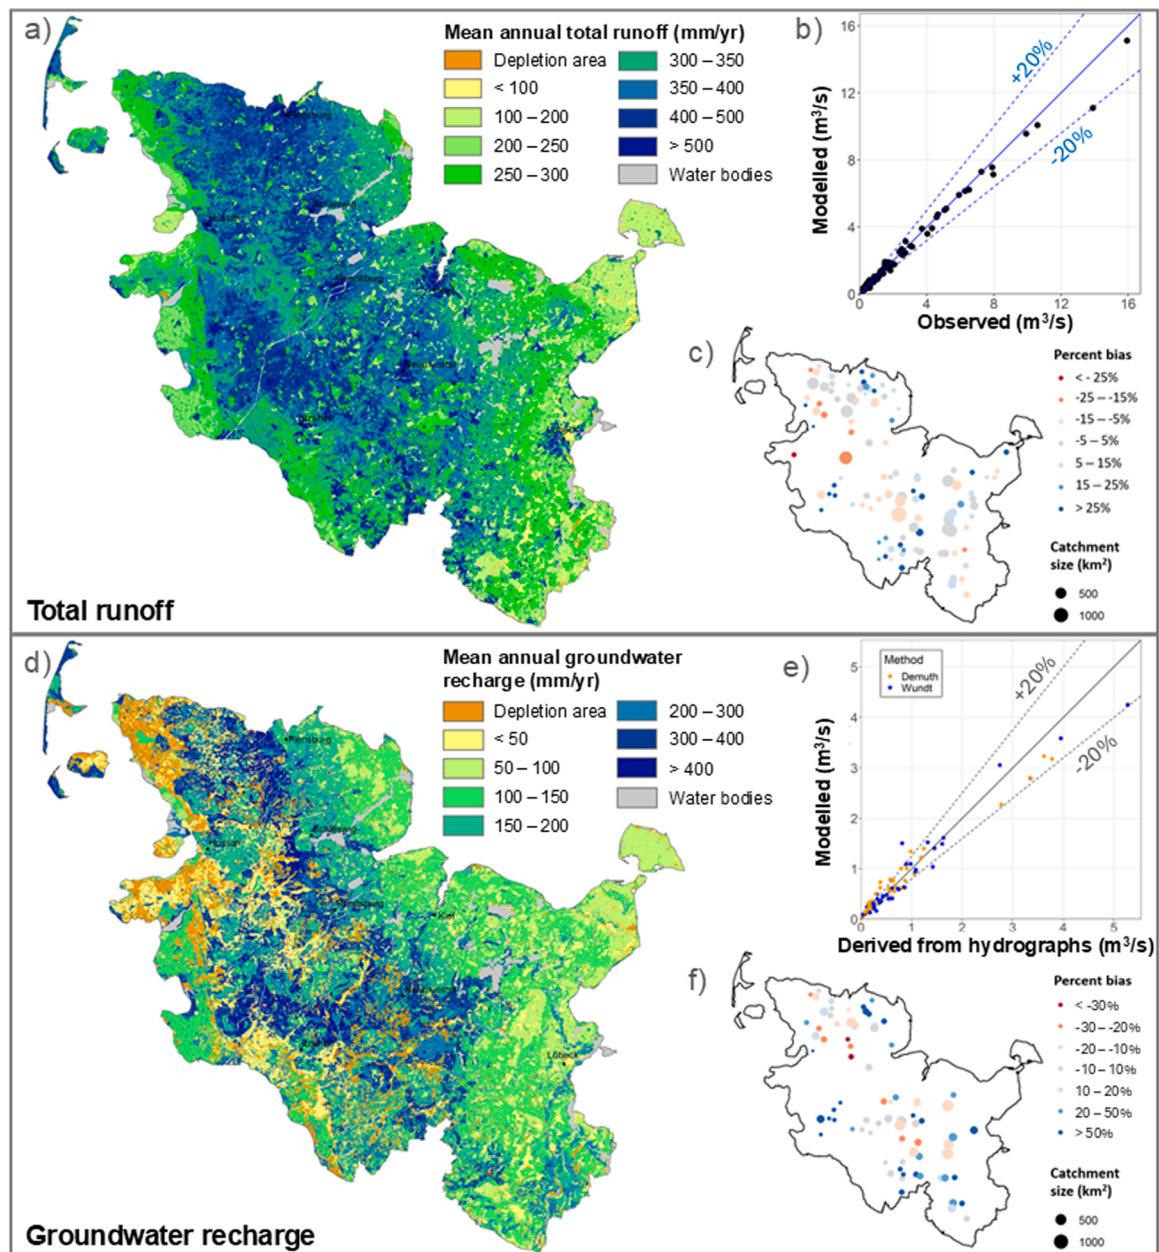 a)
Mean annual total runoff (mm/yr)
Depletion area
< 100
100 – 200
200 – 250
250 – 300
300 – 350
350 – 400
400 – 500
> 500
Water bodies
Total runoff
b)
Modelled (m³/s)
16
12
8
4
0
0
4
8
12
16
+20%
-20%
Observed (m³/s)
c)
Percent bias
< - 25%
-25 – -15%
-15 – -5%
-5 – 5%
5 – 15%
15 – 25%
> 25%
Catchment
size (km²)
500
1000
d)
Mean annual groundwater
recharge (mm/yr)
Depletion area
< 50
50 – 100
100 – 150
150 – 200
200 – 300
300 – 400
> 400
Water bodies
Flensburg
Husum
Kiel
Lübeck
Groundwater recharge
e)
Method
Demuth
Wundt
Modelled (m³/s)
5
4
3
2
1
0
0
1
2
3
4
5
+20%
-20%
Derived from hydrographs (m³/s)
f)
Percent bias
< -30%
-30 – -20%
-20 – -10%
-10 – 10%
10 – 20%
20 – 50%
> 50%
Catchment
size (km²)
500
1000